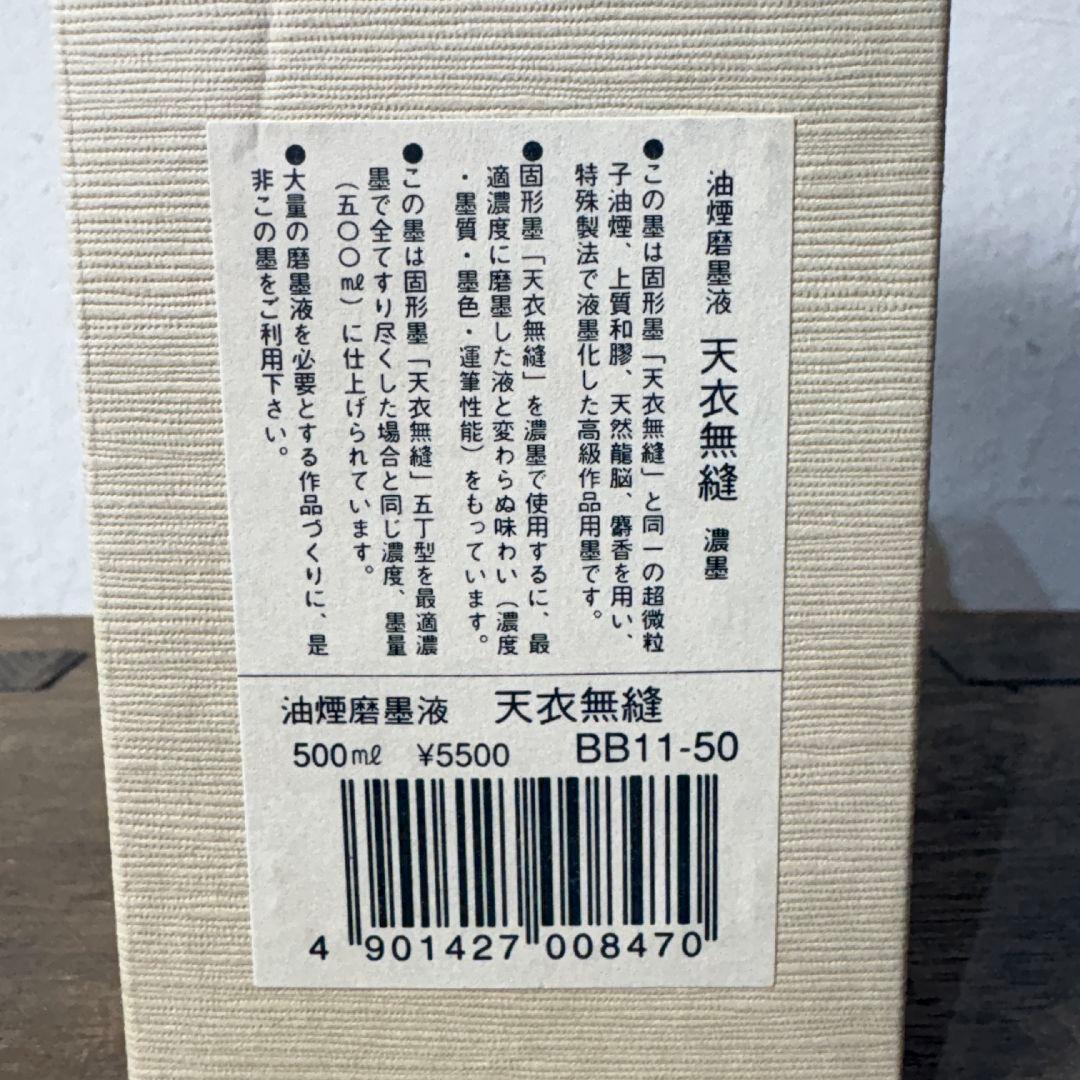 油煙磨墨液 天衣無縫 濃墨
●この墨は固形墨「天衣無縫」と同一の超微粒
子油煙、上質和膠、天然龍脳、麝香を用い、
特殊製法で液墨化した高級作品用墨です。
●固形墨「天衣無縫」を濃墨で使用するに、最
適濃度に磨墨した液と変わらぬ味わい（濃度
・墨質・墨色・運筆性能）をもっています。
●この墨は固形墨「天衣無縫」五丁型を最適濃
墨で全てすり尽くした場合と同じ濃度、墨量
（五〇〇㎖）に仕上げられています。
●大量の磨墨液を必要とする作品づくりに、是
非この墨をご利用下さい。
油煙磨墨液 天衣無縫
500㎖ ¥5500 BB11-50
4 901427 008470